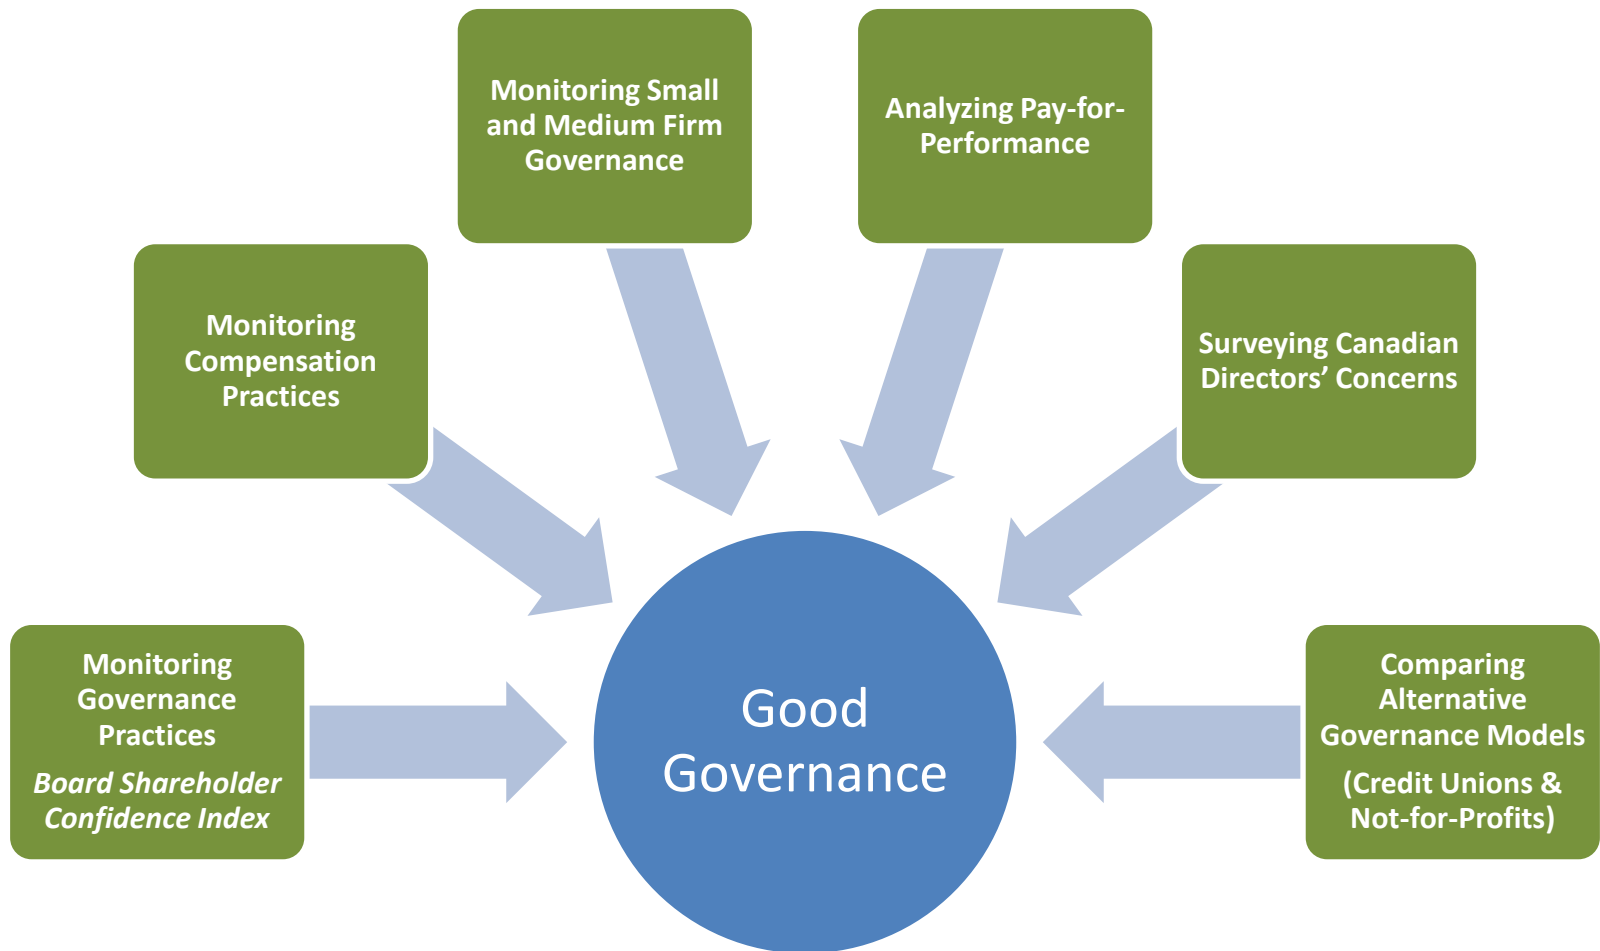 Monitoring Small
and Medium Firm
Governance
Analyzing Pay-for-
Performance
Monitoring
Compensation
Practices
Surveying Canadian
Directors’ Concerns
Monitoring
Governance
Practices
Board Shareholder
Confidence Index
Good
Governance
Comparing
Alternative
Governance Models
(Credit Unions &
Not-for-Profits)